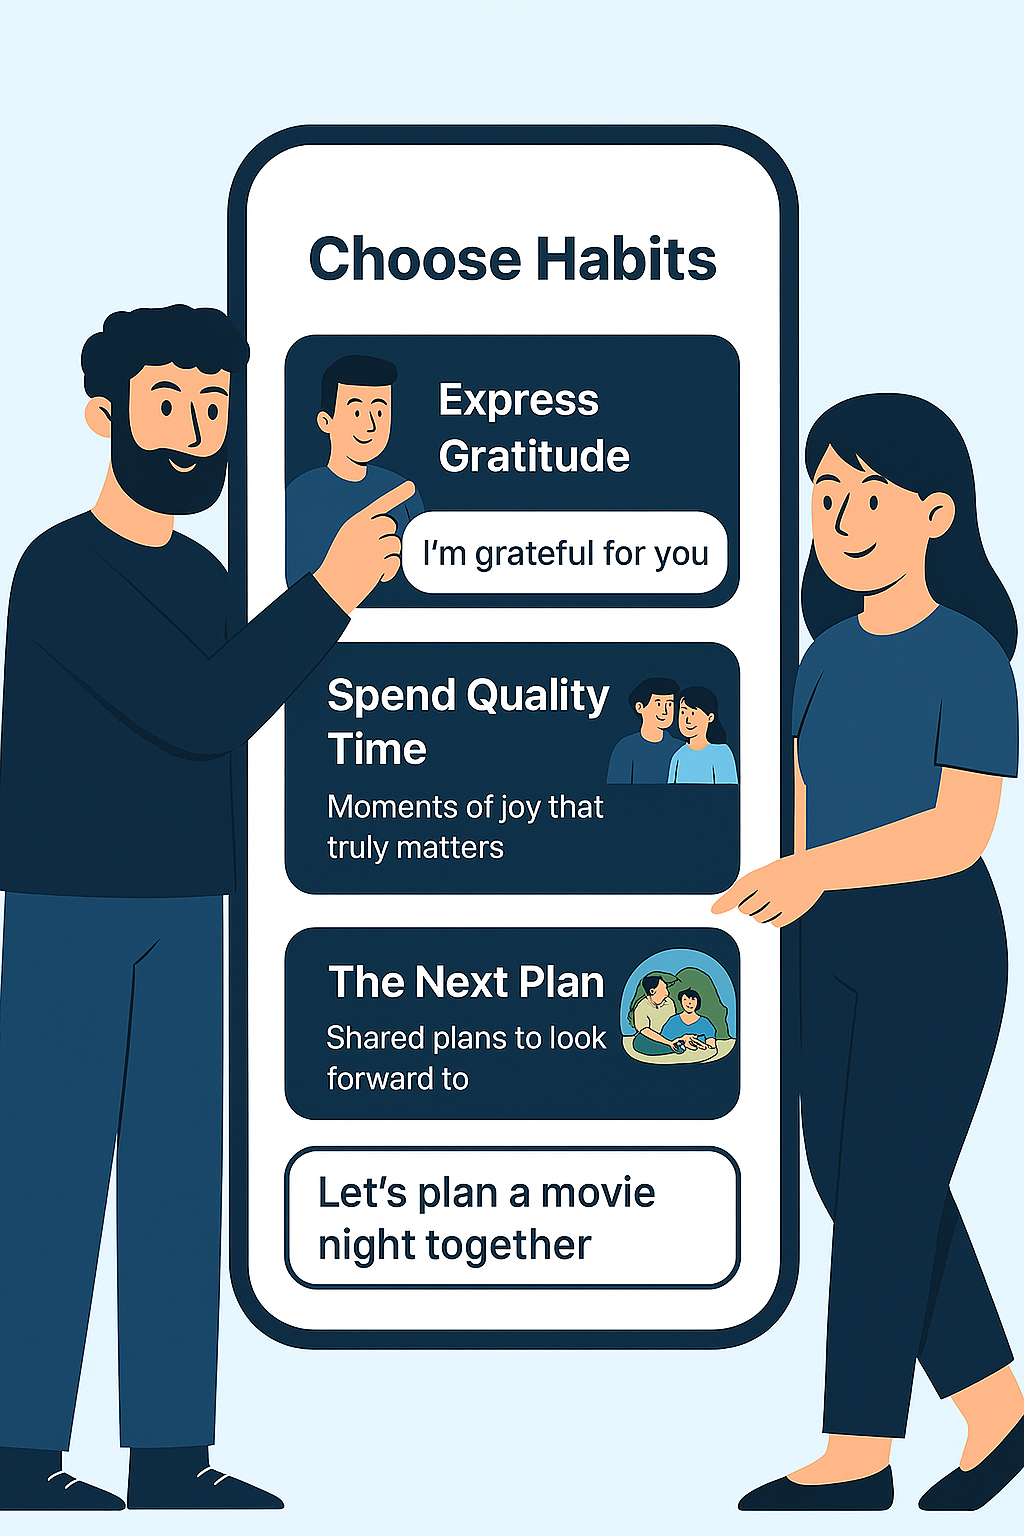 Choose Habits
Express
Gratitude
I’m grateful for you
Spend Quality
Time
Moments of joy that
truly matters
The Next Plan
Shared plans to look
forward to
Let’s plan a movie
night together